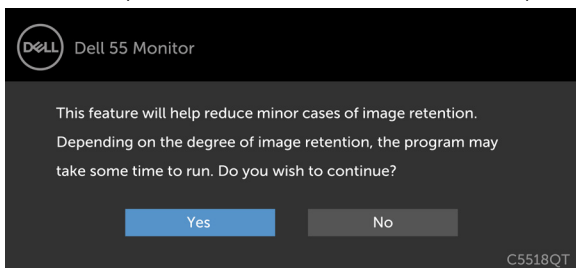 DELL
Dell 55 Monitor
This feature will help reduce minor cases of image retention.
Depending on the degree of image retention, the program may
take some time to run. Do you wish to continue?
Yes
No
C5518QT